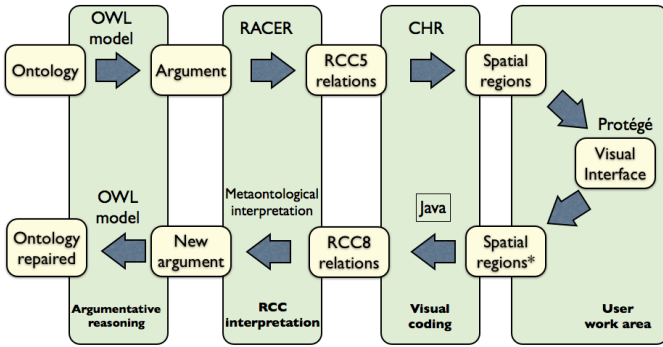 OWL
model
RACER
CHR
Ontology
Argument
RCC5
relations
Spatial
regions
Protégé
Visual
Interface
OWL
model
Metaontological
interpretation
Java
Ontology
repaired
New
argument
RCC8
relations
Spatial
regions*
Argumentative
reasoning
RCC
interpretation
Visual
coding
User
work area